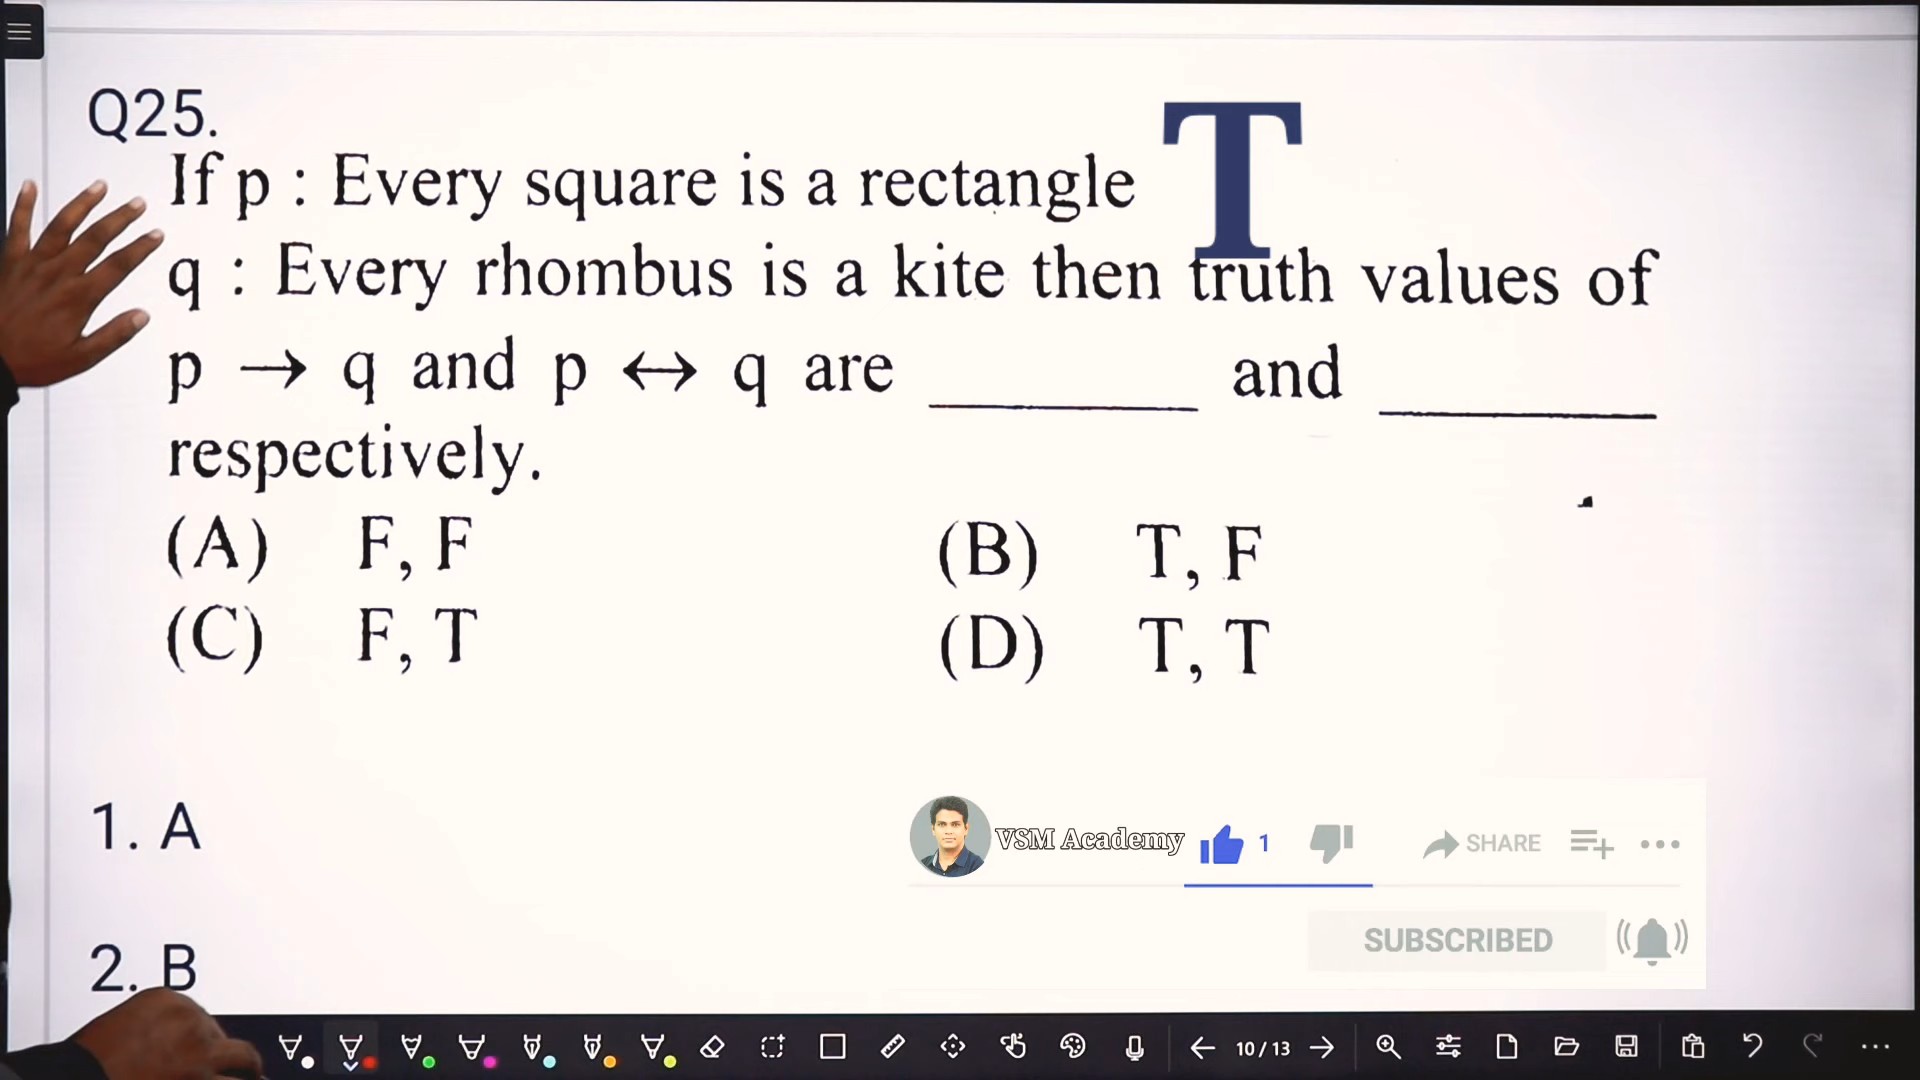 Q25.
If p : Every square is a rectangle T
q : Every rhombus is a kite then truth values of
p → q and p ↔ q are ________ and ________
respectively.
(A) F, F (B) T, F
(C) F, T (D) T, T
1. A
VSM Academy 1 SHARE
SUBSCRIBED
2. B
10 / 13